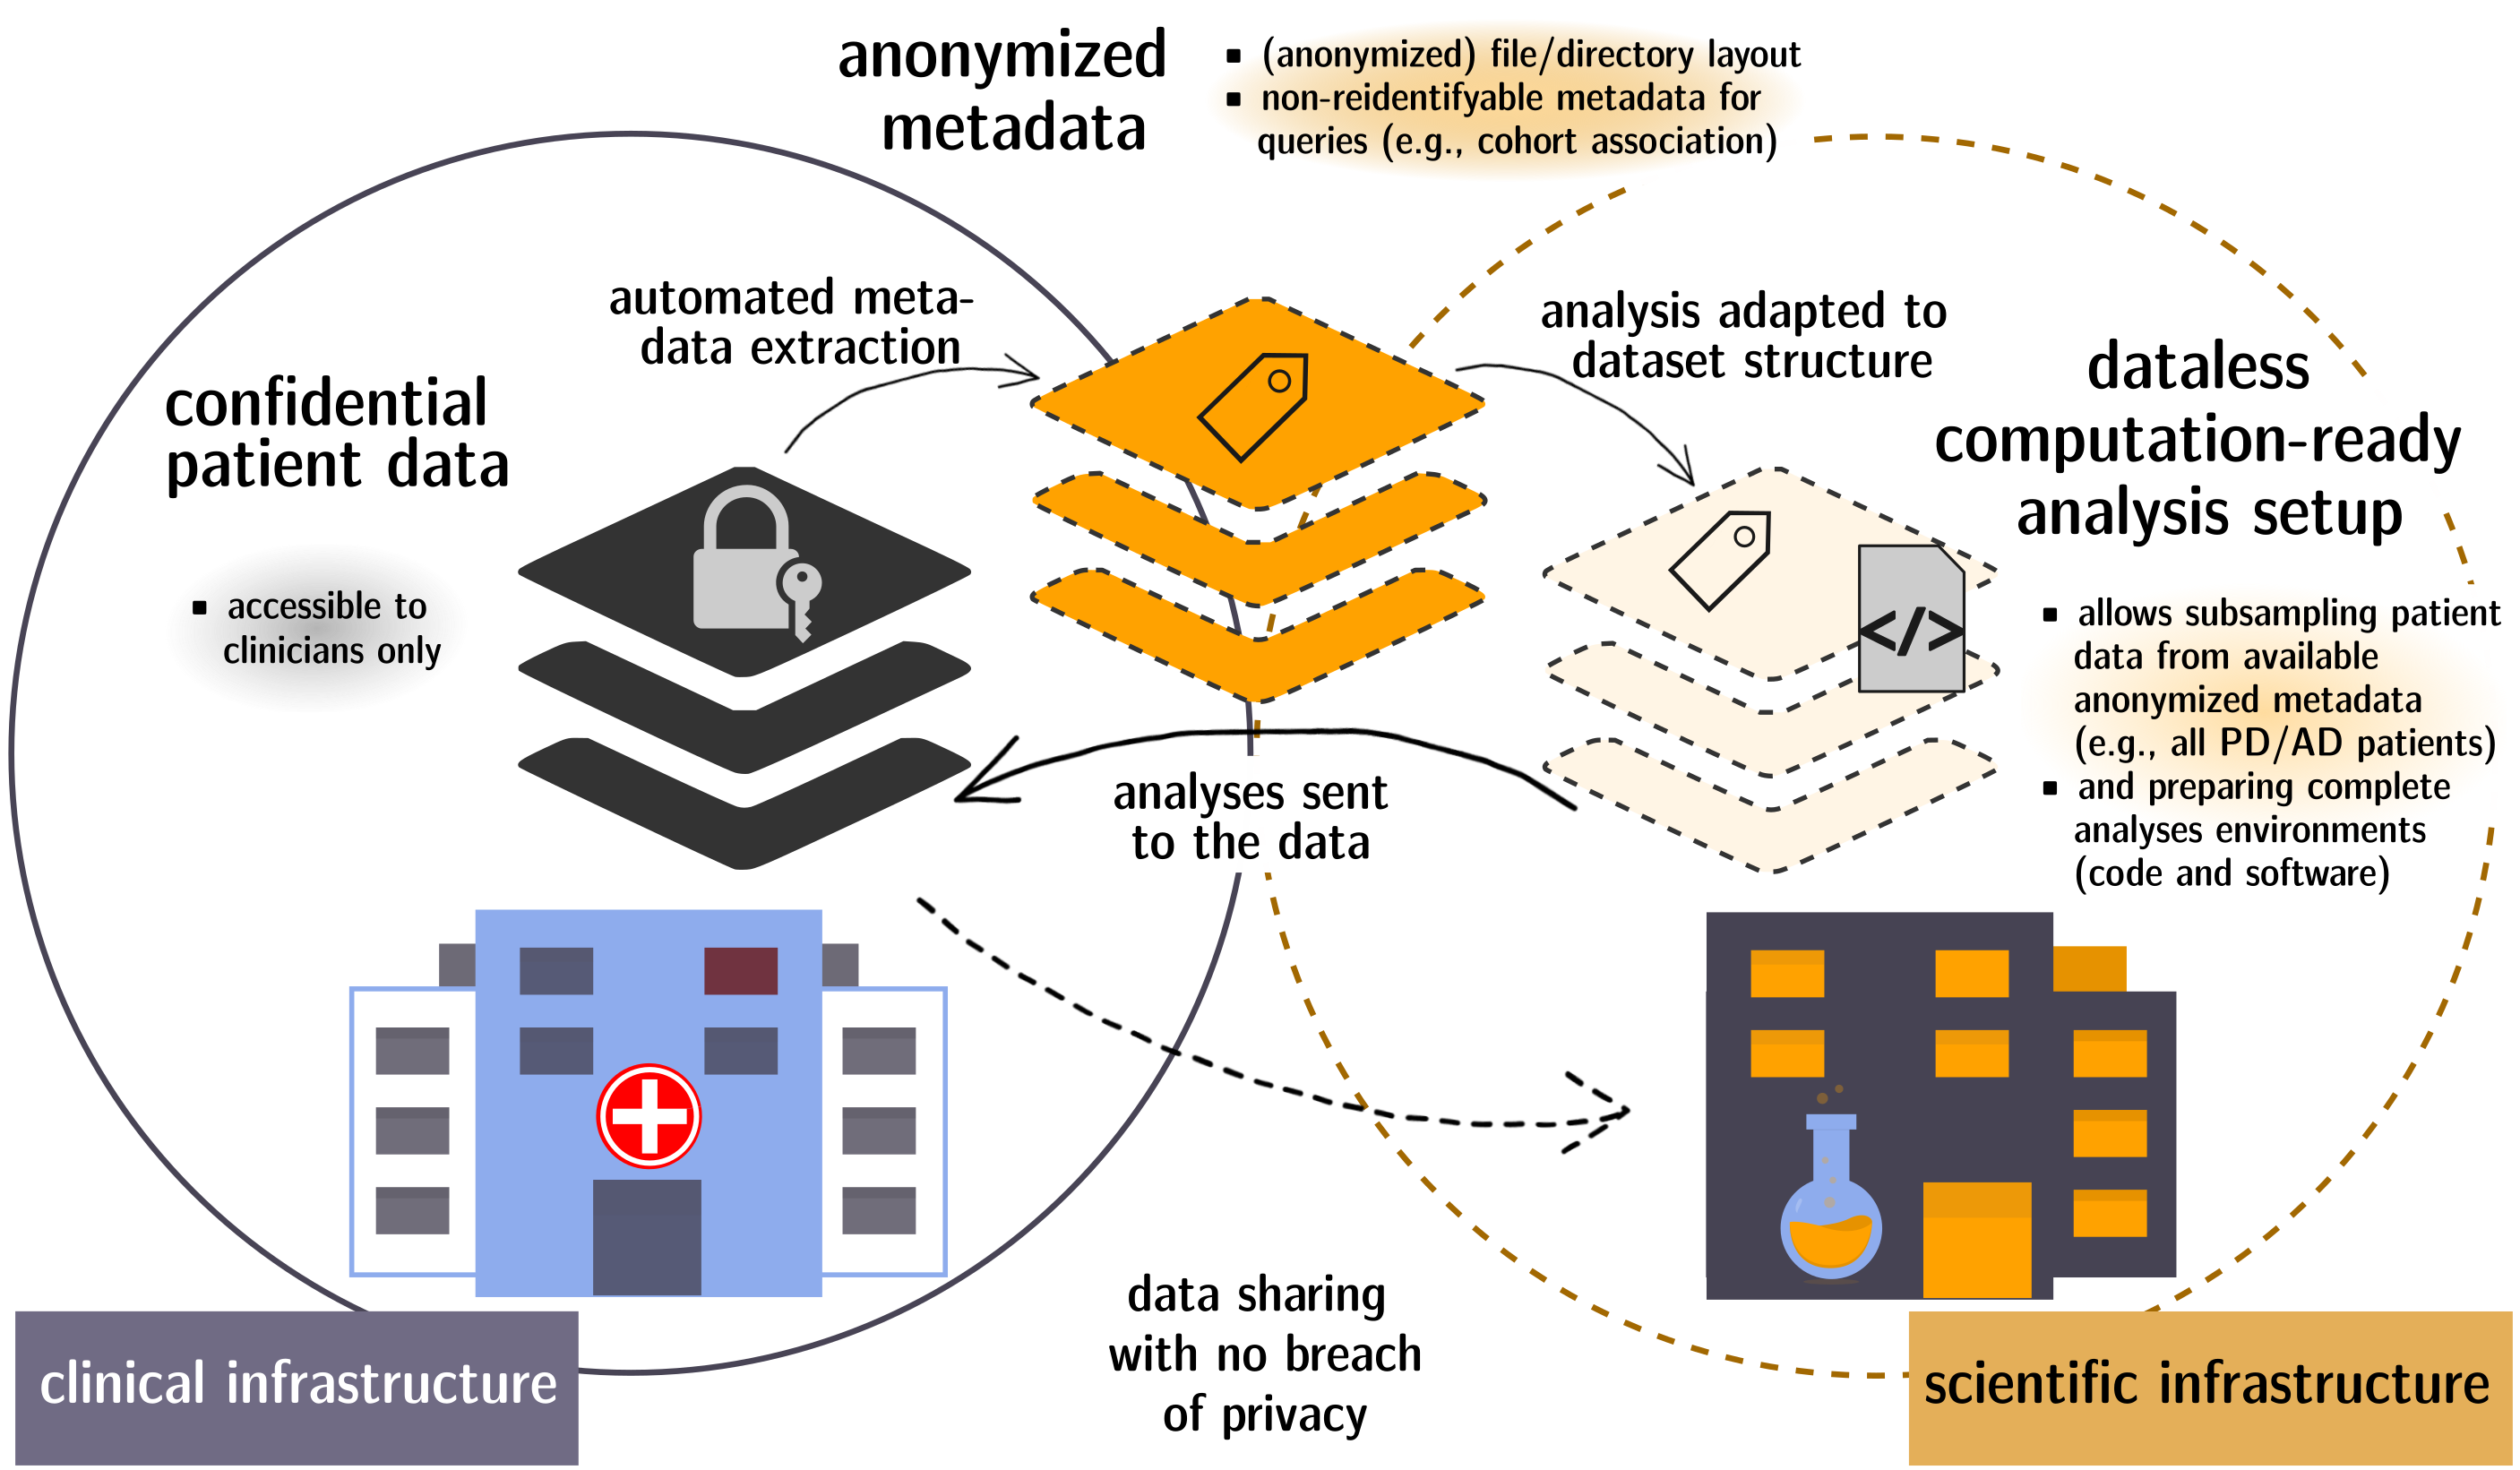 anonymized
metadata
▪ (anonymized) file/directory layout
▪ non-reidentifyable metadata for
queries (e.g., cohort association)
automated meta-
data extraction
analysis adapted to
dataset structure
confidential
patient data
▪ accessible to
clinicians only
dataless
computation-ready
analysis setup
▪ allows subsampling patient
data from available
anonymized metadata
(e.g., all PD/AD patients)
▪ and preparing complete
analyses environments
(code and software)
</>
analyses sent
to the data
data sharing
with no breach
of privacy
clinical infrastructure
scientific infrastructure